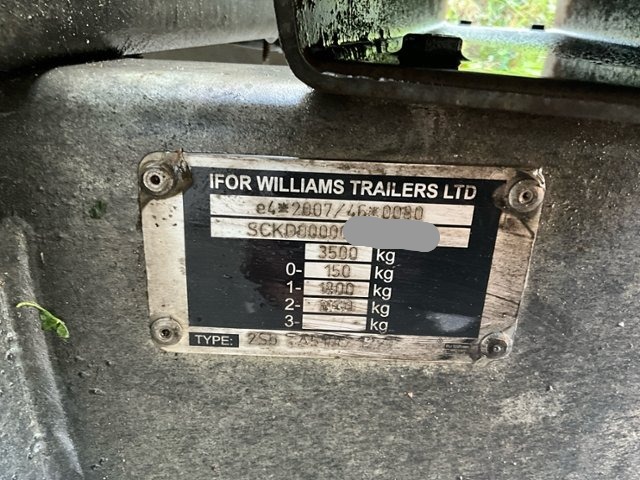 IFOR WILLIAMS TRAILERS LTD
e4*2007/46*0080
SCKD80000
3500 kg
0- 150 kg
1- 1800 kg
2- kg
3- kg
TYPE: